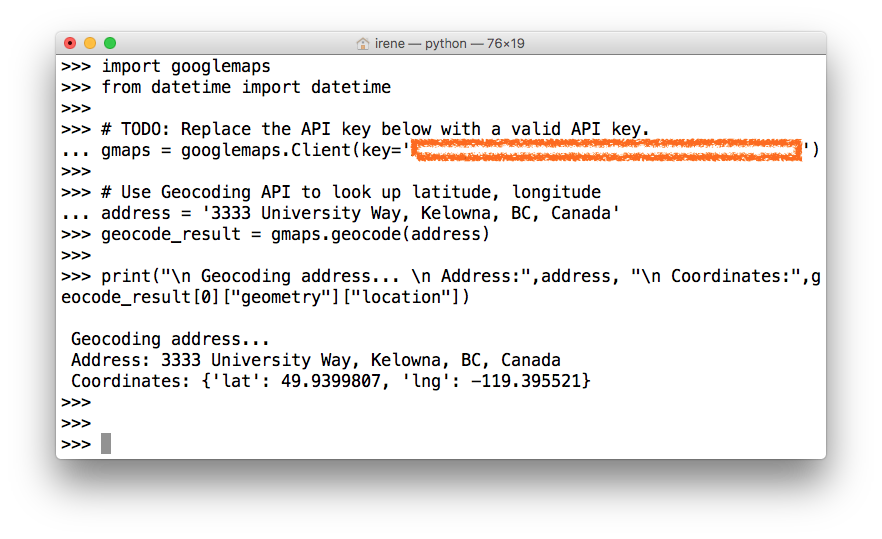 irene — python — 76×19
>>> import googlemaps
>>> from datetime import datetime
>>>
>>> # TODO: Replace the API key below with a valid API key.
... gmaps = googlemaps.Client(key='')
>>>
>>> # Use Geocoding API to look up latitude, longitude
... address = '3333 University Way, Kelowna, BC, Canada'
>>> geocode_result = gmaps.geocode(address)
>>>
>>> print("\n Geocoding address... \n Address:",address, "\n Coordinates:",g
eocode_result[0]["geometry"]["location"])

 Geocoding address...
 Address: 3333 University Way, Kelowna, BC, Canada
 Coordinates: {'lat': 49.9399807, 'lng': -119.395521}
>>>
>>>
>>>